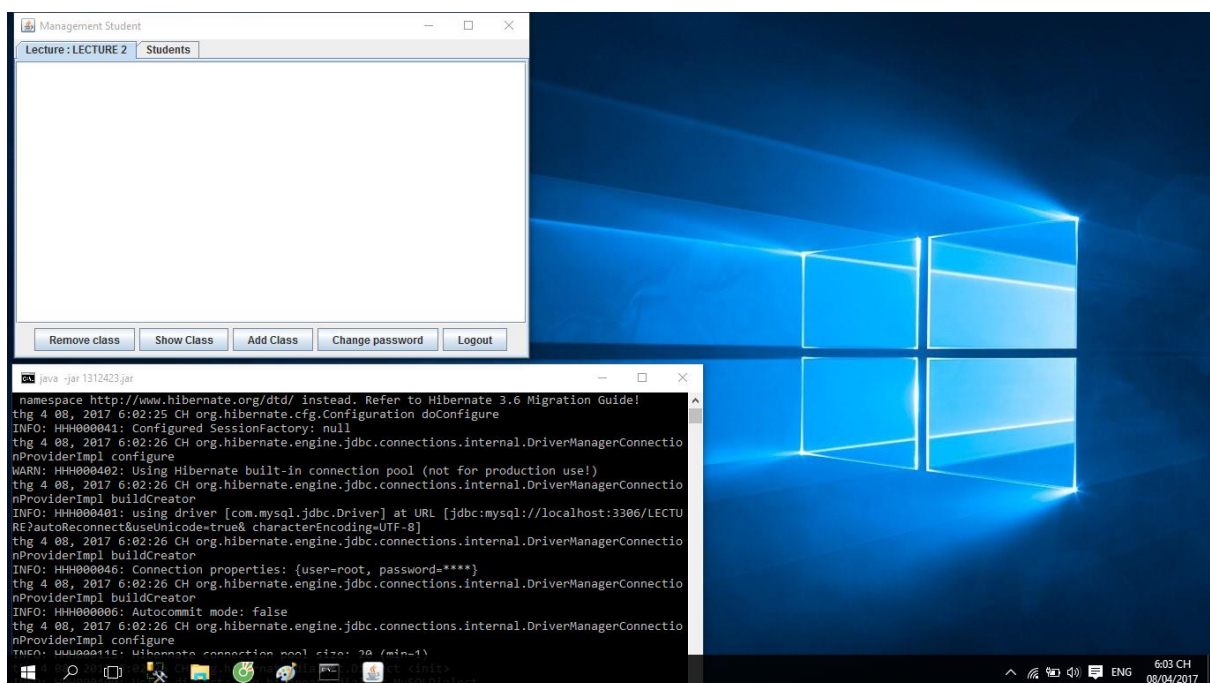 Management Student
Lecture : LECTURE 2 Students
Remove class Show Class Add Class Change password Logout
java -jar 1312423.jar
namespace http://www.hibernate.org/dtd/ instead. Refer to Hibernate 3.6 Migration Guide!
thg 4 08, 2017 6:02:25 CH org.hibernate.cfg.Configuration doConfigure
INFO: HHH000041: Configured SessionFactory: null
thg 4 08, 2017 6:02:26 CH org.hibernate.engine.jdbc.connections.internal.DriverManagerConnectio
nProviderImpl configure
WARN: HHH000402: Using Hibernate built-in connection pool (not for production use!)
thg 4 08, 2017 6:02:26 CH org.hibernate.engine.jdbc.connections.internal.DriverManagerConnectio
nProviderImpl buildCreator
INFO: HHH000401: using driver [com.mysql.jdbc.Driver] at URL [jdbc:mysql://localhost:3306/LECTU
RE?autoReconnect&useUnicode=true& characterEncoding=UTF-8]
thg 4 08, 2017 6:02:26 CH org.hibernate.engine.jdbc.connections.internal.DriverManagerConnectio
nProviderImpl buildCreator
INFO: HHH000046: Connection properties: {user=root, password=****}
thg 4 08, 2017 6:02:26 CH org.hibernate.engine.jdbc.connections.internal.DriverManagerConnectio
nProviderImpl buildCreator
INFO: HHH000006: Autocommit mode: false
thg 4 08, 2017 6:02:26 CH org.hibernate.engine.jdbc.connections.internal.DriverManagerConnectio
nProviderImpl configure
INFO: HHH000115: Hibernate connection pool size: 20 (min=1)
ENG 6:03 CH
08/04/2017